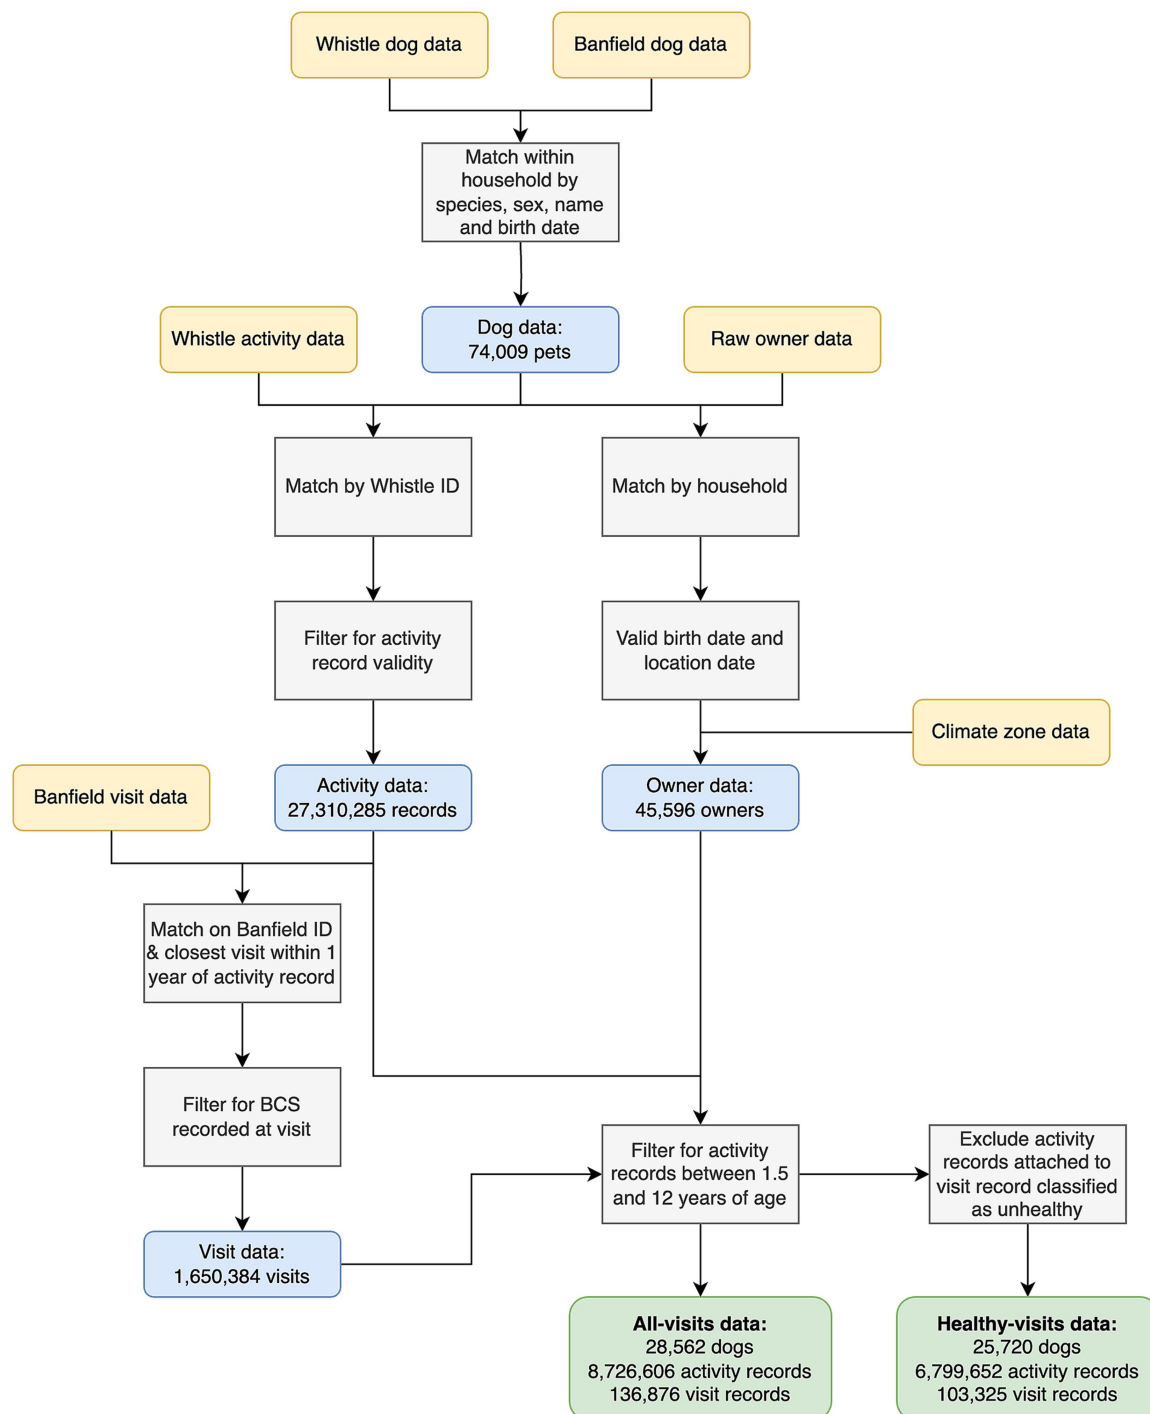 Whistle dog data
Banfield dog data
Match within
household by
species, sex, name
and birth date
Whistle activity data
Dog data:
74,009 pets
Raw owner data
Match by Whistle ID
Match by household
Filter for activity
record validity
Valid birth date and
location date
Climate zone data
Banfield visit data
Activity data:
27,310,285 records
Owner data:
45,596 owners
Match on Banfield ID
& closest visit within 1
year of activity record
Filter for BCS
recorded at visit
Filter for activity
records between 1.5
and 12 years of age
Exclude activity
records attached to
visit record classified
as unhealthy
Visit data:
1,650,384 visits
All-visits data:
28,562 dogs
8,726,606 activity records
136,876 visit records
Healthy-visits data:
25,720 dogs
6,799,652 activity records
103,325 visit records